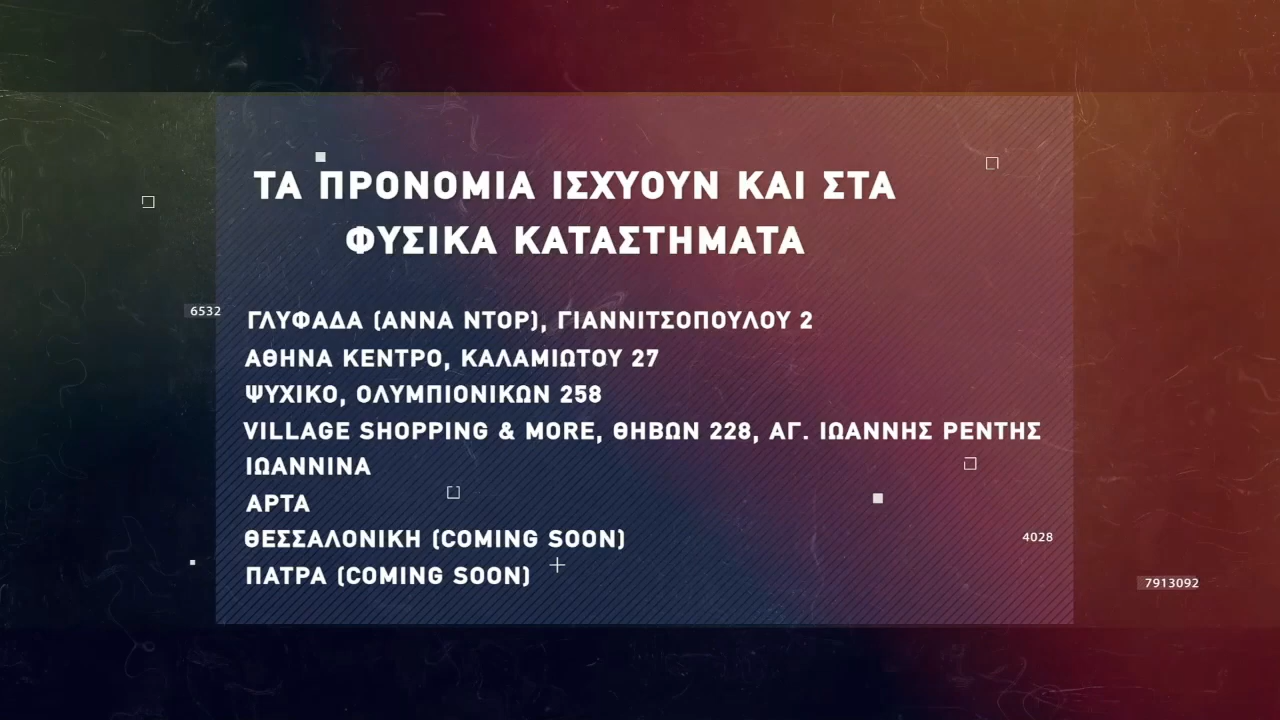 ΤΑ ΠΡΟΝΟΜΙΑ ΙΣΧΥΟΥΝ ΚΑΙ ΣΤΑ
ΦΥΣΙΚΑ ΚΑΤΑΣΤΗΜΑΤΑ
6532
ΓΛΥΦΑΔΑ (ΑΝΝΑ ΝΤΟΡ), ΓΙΑΝΝΙΤΣΟΠΟΥΛΟΥ 2
ΑΘΗΝΑ ΚΕΝΤΡΟ, ΚΑΛΑΜΙΩΤΟΥ 27
ΨΥΧΙΚΟ, ΟΛΥΜΠΙΟΝΙΚΩΝ 258
VILLAGE SHOPPING & MORE, ΘΗΒΩΝ 228, ΑΓ. ΙΩΑΝΝΗΣ ΡΕΝΤΗΣ
ΙΩΑΝΝΙΝΑ
ΑΡΤΑ
ΘΕΣΣΑΛΟΝΙΚΗ (COMING SOON)
4028
ΠΑΤΡΑ (COMING SOON)
7913092